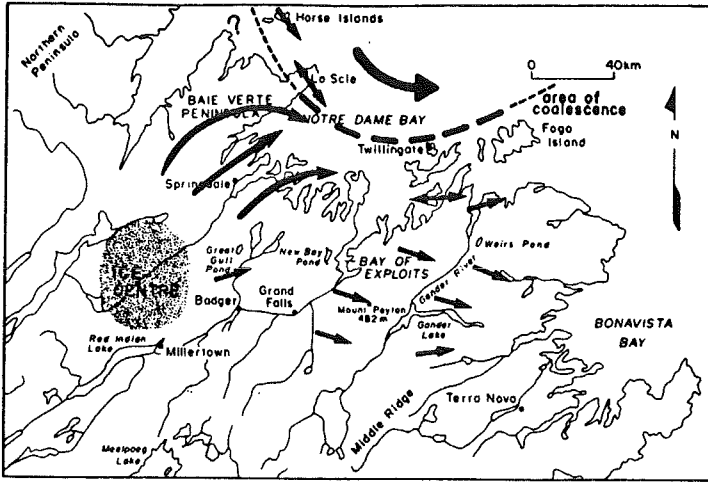 Horse Islands
?
Northern
Peninsula
0 40km
La Scie
BAIE VERTE
PENINSULA
NOTRE DAME BAY
area of
coalescence
Fogo
Island
N
Twillingate
Springdale
Great
Gull
Pond
New Bay
Pond
BAY OF
EXPLOITS
Weirs Pond
ICE
CENTRE
Gander River
Badger
Grand
Falls
Mount Peyton
482m
Gander
Lake
BONAVISTA
BAY
Red Indian
Lake
Millertown
Middle Ridge
Terra Nova
Meelpaeg
Lake